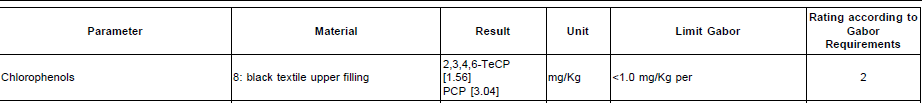 Parameter Material Result Unit Limit Gabor Rating according to
Gabor
Requirements
Chlorophenols 8: black textile upper filling 2,3,4,6-TeCP
[1.56]
PCP [3.04] mg/Kg <1.0 mg/Kg per 2